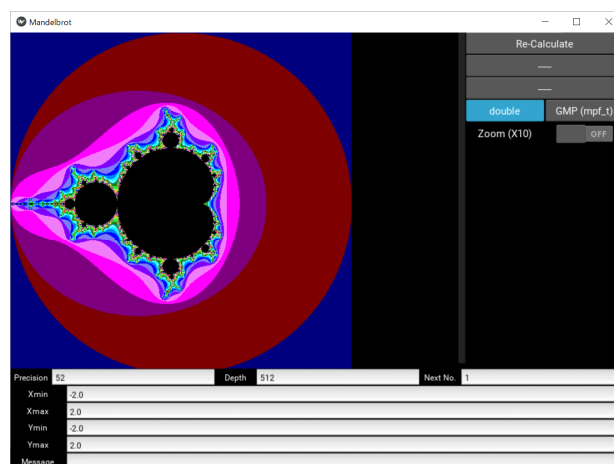 Mandelbrot
Re-Calculate
----
----
double GMP (mpf_t)
Zoom (X10) OFF
Precision 52 Depth 512 Next No. 1
Xmin -2.0
Xmax 2.0
Ymin -2.0
Ymax 2.0
Message